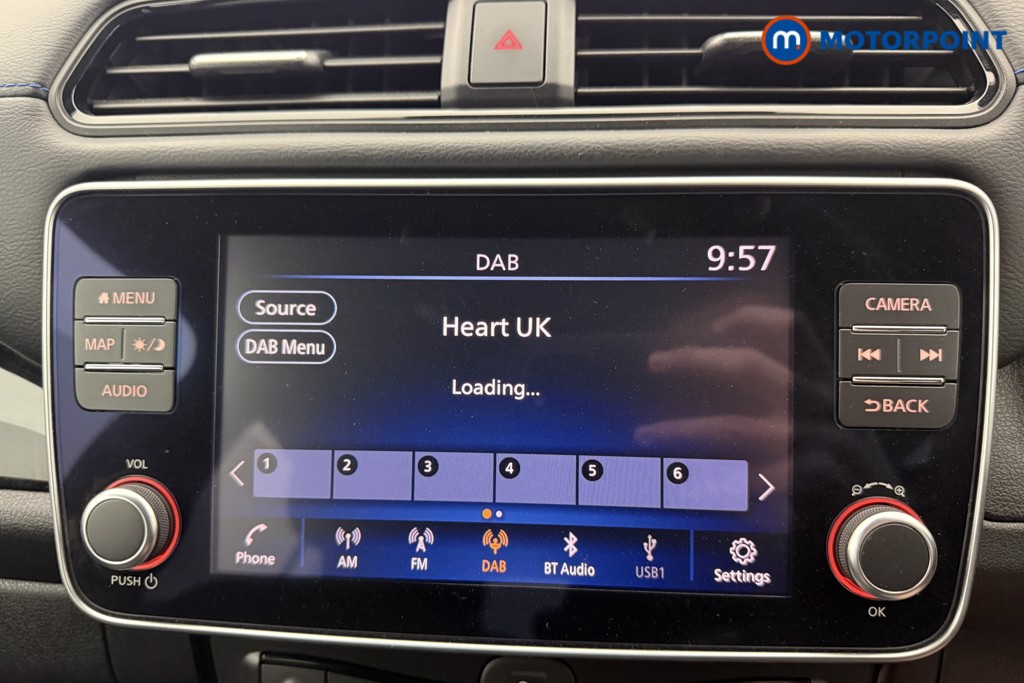 m MOTORPOINT
DAB
9:57
MENU
MAP
AUDIO
Source
DAB Menu
Heart UK
Loading...
CAMERA
BACK
1 2 3 4 5 6
VOL
PUSH
Phone
AM
FM
DAB
BT Audio
USB1
Settings
OK